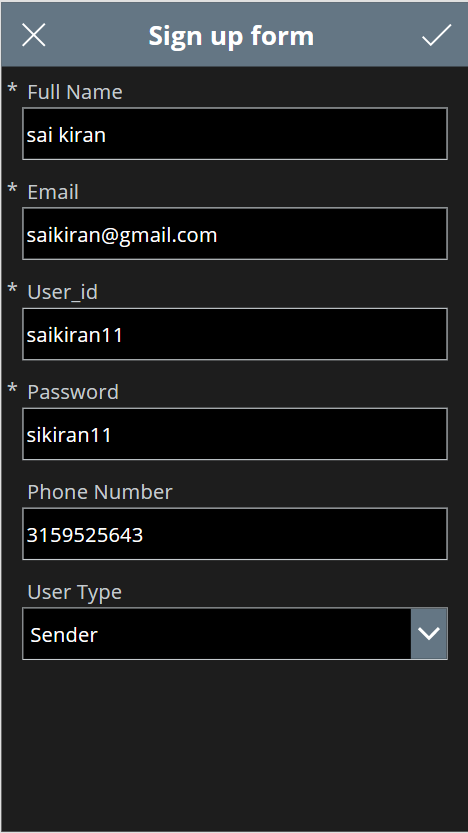 Sign up form
* Full Name
sai kiran
* Email
saikiran@gmail.com
* User_id
saikiran11
* Password
sikiran11
Phone Number
3159525643
User Type
Sender